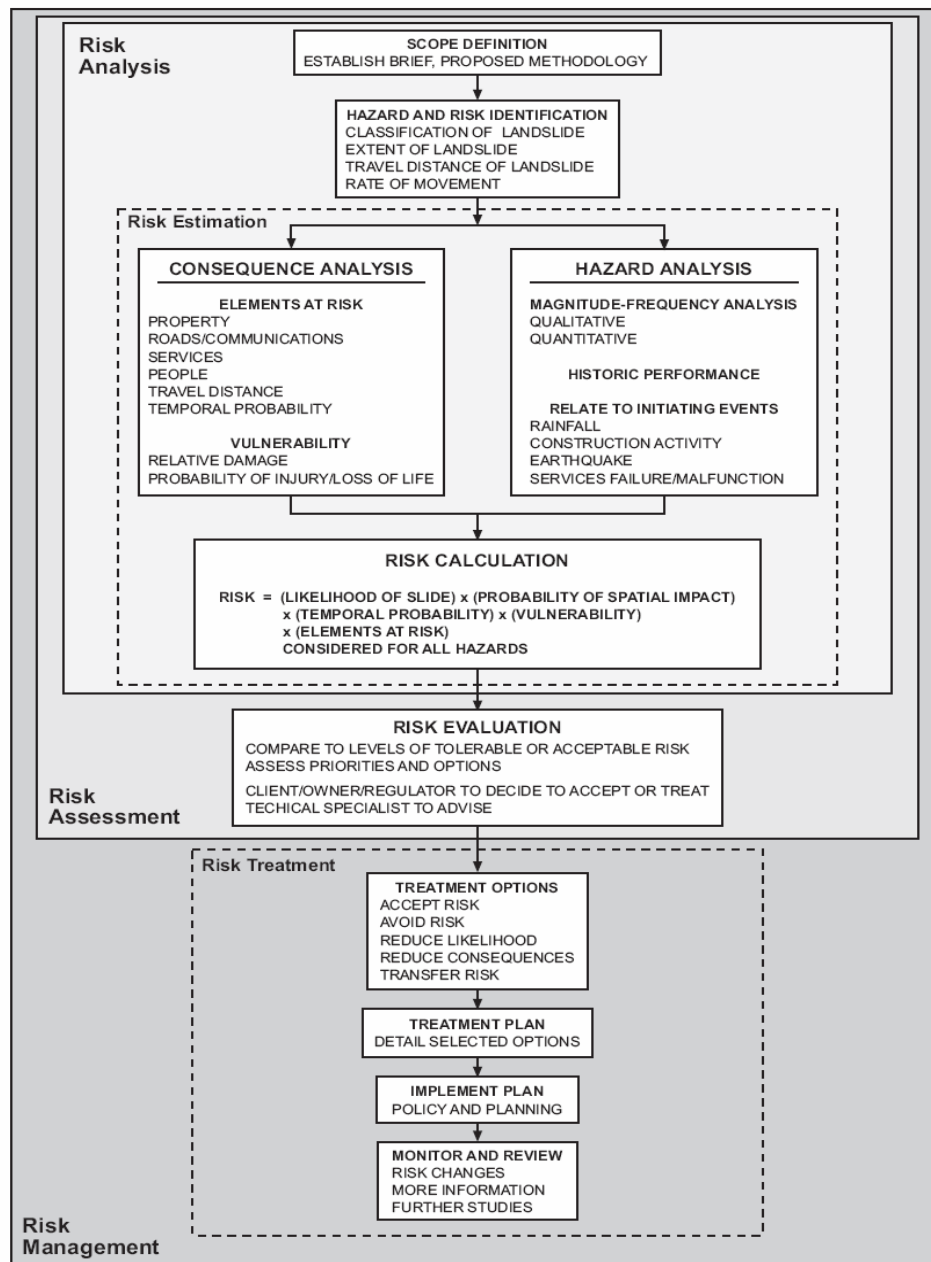 Risk
Analysis
SCOPE DEFINITION
ESTABLISH BRIEF, PROPOSED METHODOLOGY
HAZARD AND RISK IDENTIFICATION
CLASSIFICATION OF LANDSLIDE
EXTENT OF LANDSLIDE
TRAVEL DISTANCE OF LANDSLIDE
RATE OF MOVEMENT
Risk Estimation
CONSEQUENCE ANALYSIS
ELEMENTS AT RISK
PROPERTY
ROADS/COMMUNICATIONS
SERVICES
PEOPLE
TRAVEL DISTANCE
TEMPORAL PROBABILITY
VULNERABILITY
RELATIVE DAMAGE
PROBABILITY OF INJURY/LOSS OF LIFE
HAZARD ANALYSIS
MAGNITUDE-FREQUENCY ANALYSIS
QUALITATIVE
QUANTITATIVE
HISTORIC PERFORMANCE
RELATE TO INITIATING EVENTS
RAINFALL
CONSTRUCTION ACTIVITY
EARTHQUAKE
SERVICES FAILURE/MALFUNCTION
RISK CALCULATION
RISK = (LIKELIHOOD OF SLIDE) x (PROBABILITY OF SPATIAL IMPACT)
x (TEMPORAL PROBABILITY) x (VULNERABILITY)
x (ELEMENTS AT RISK)
CONSIDERED FOR ALL HAZARDS
RISK EVALUATION
COMPARE TO LEVELS OF TOLERABLE OR ACCEPTABLE RISK
ASSESS PRIORITIES AND OPTIONS
CLIENT/OWNER/REGULATOR TO DECIDE TO ACCEPT OR TREAT
TECHICAL SPECIALIST TO ADVISE
Risk
Assessment
Risk Treatment
TREATMENT OPTIONS
ACCEPT RISK
AVOID RISK
REDUCE LIKELIHOOD
REDUCE CONSEQUENCES
TRANSFER RISK
TREATMENT PLAN
DETAIL SELECTED OPTIONS
IMPLEMENT PLAN
POLICY AND PLANNING
MONITOR AND REVIEW
RISK CHANGES
MORE INFORMATION
FURTHER STUDIES
Risk
Management